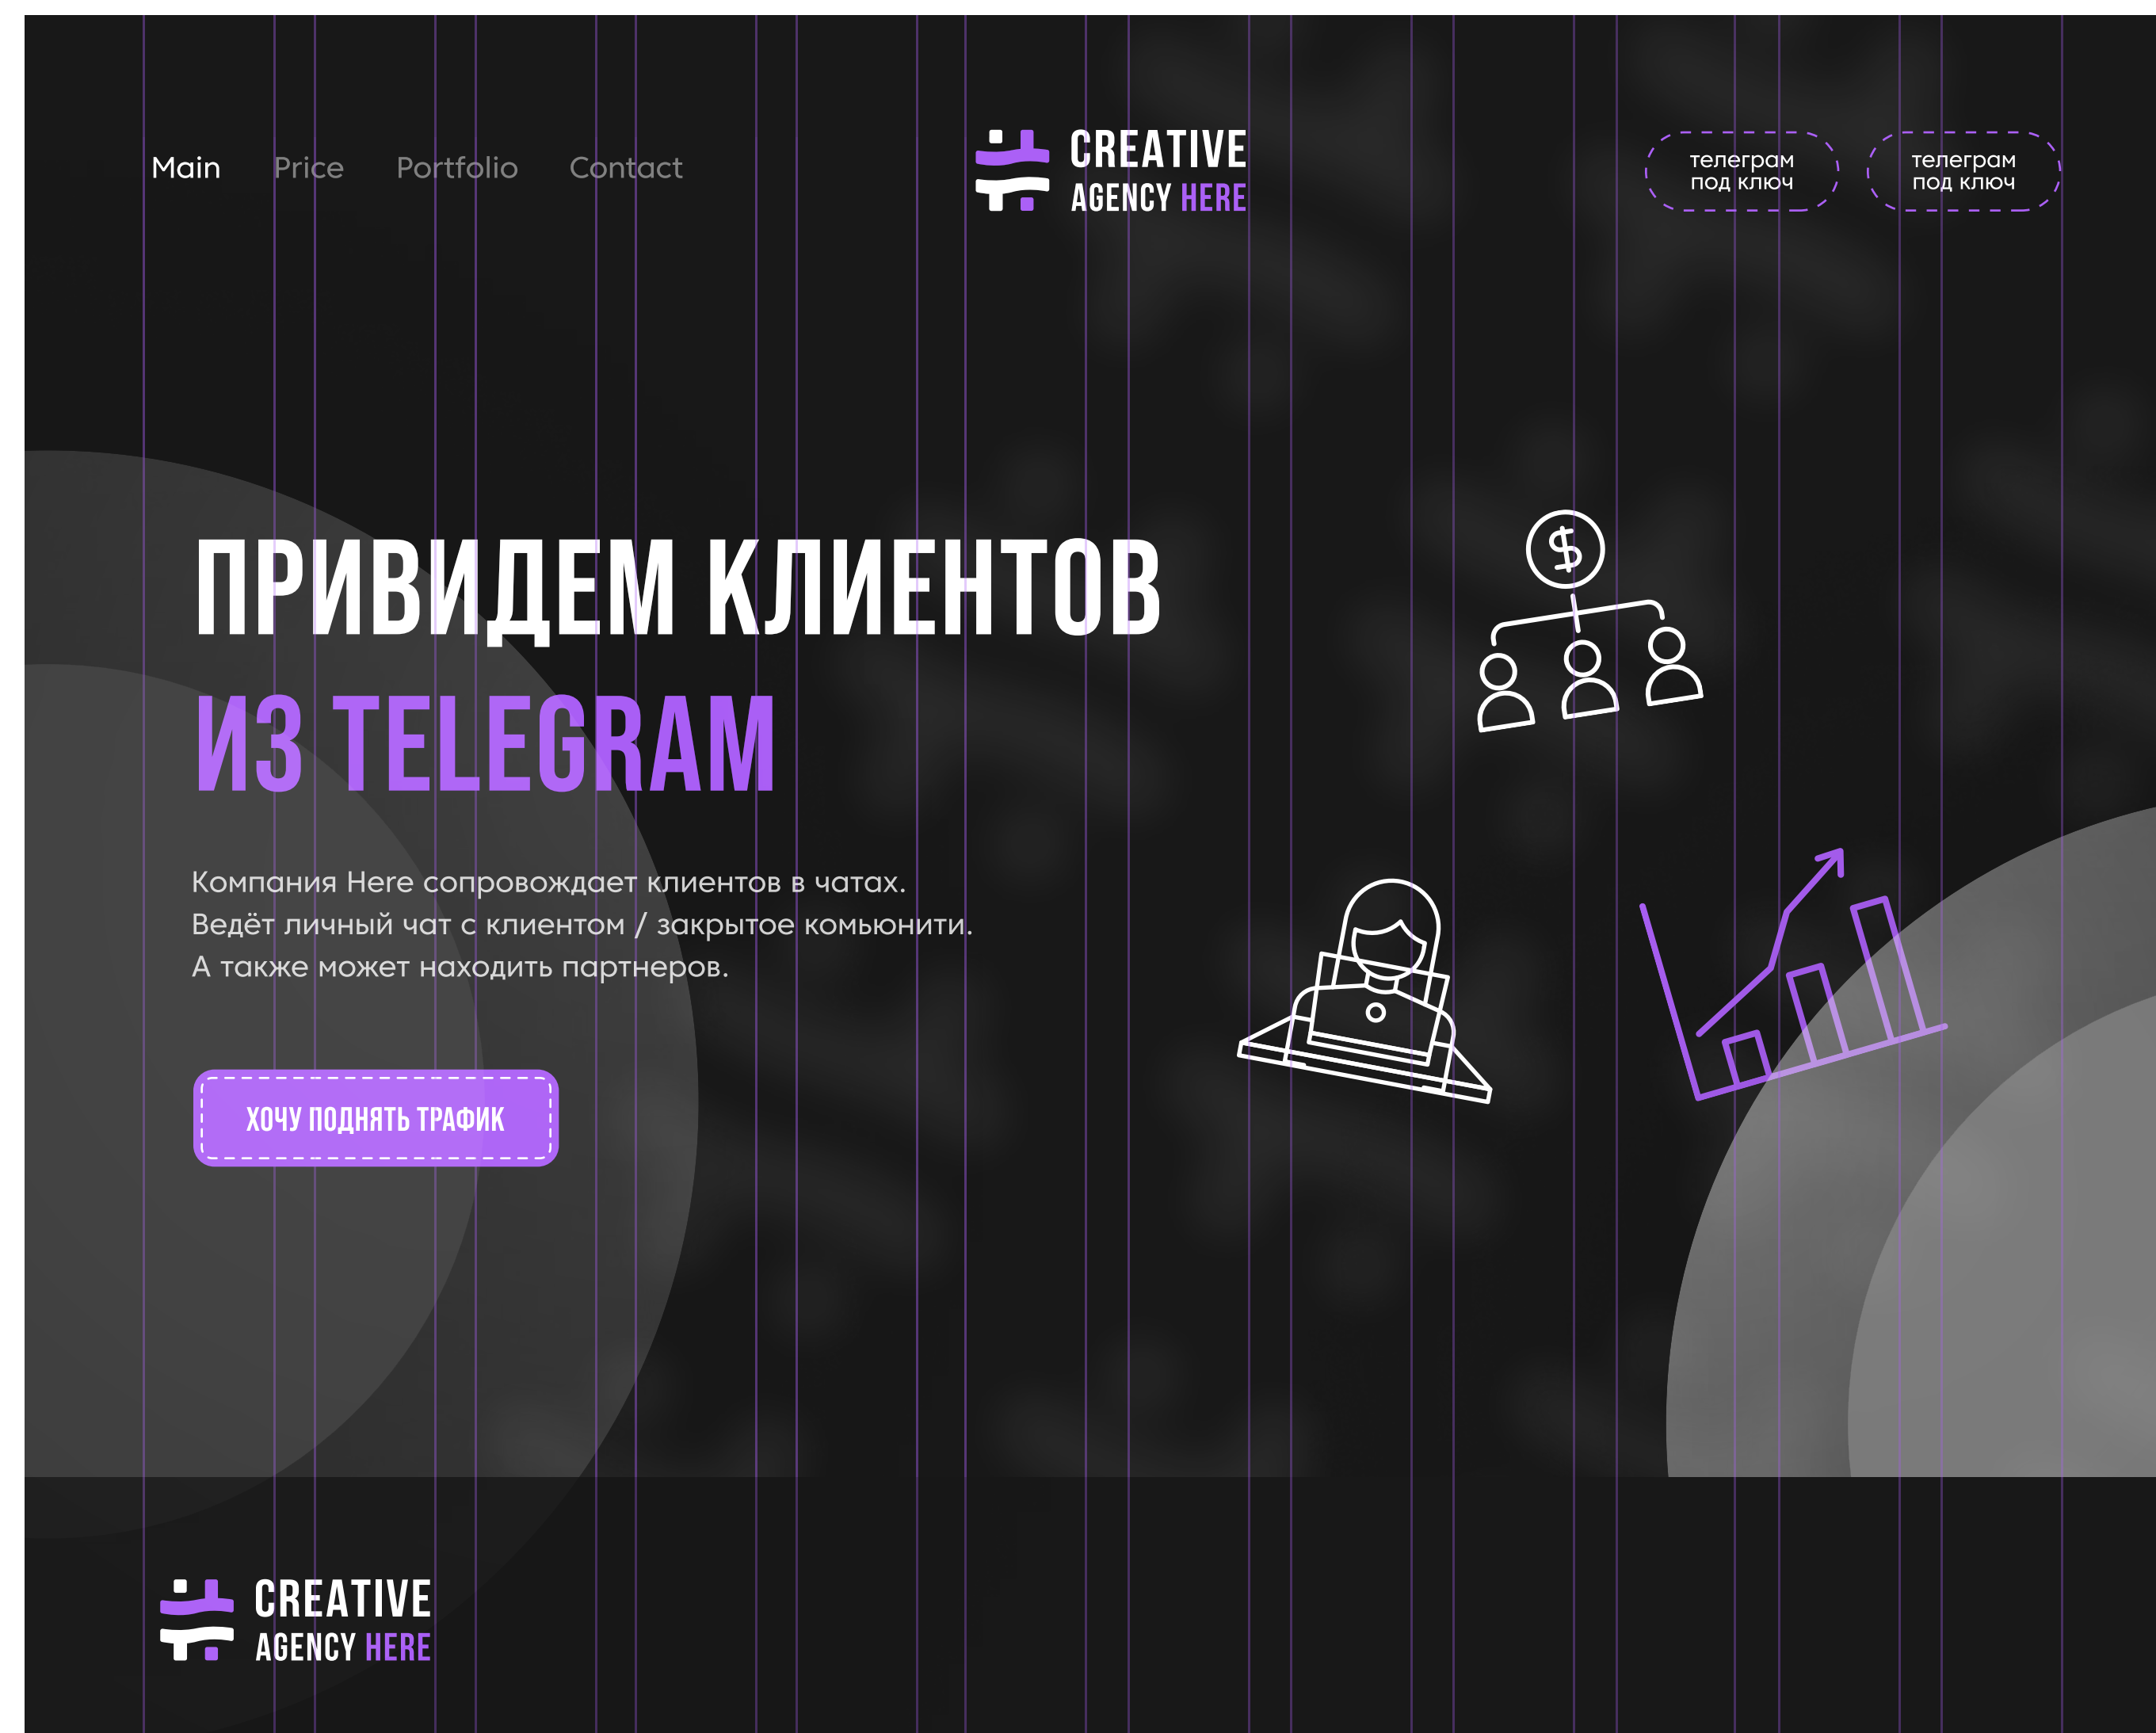 Main Price Portfolio Contact
CREATIVE
AGENCY HERE
телеграм
под ключ
телеграм
под ключ
ПРИВИДЕМ КЛИЕНТОВ
ИЗ TELEGRAM
Компания Here сопровождает клиентов в чатах.
Ведёт личный чат с клиентом / закрытое комьюнити.
А также может находить партнеров.
ХОЧУ ПОДНЯТЬ ТРАФИК
$
CREATIVE
AGENCY HERE